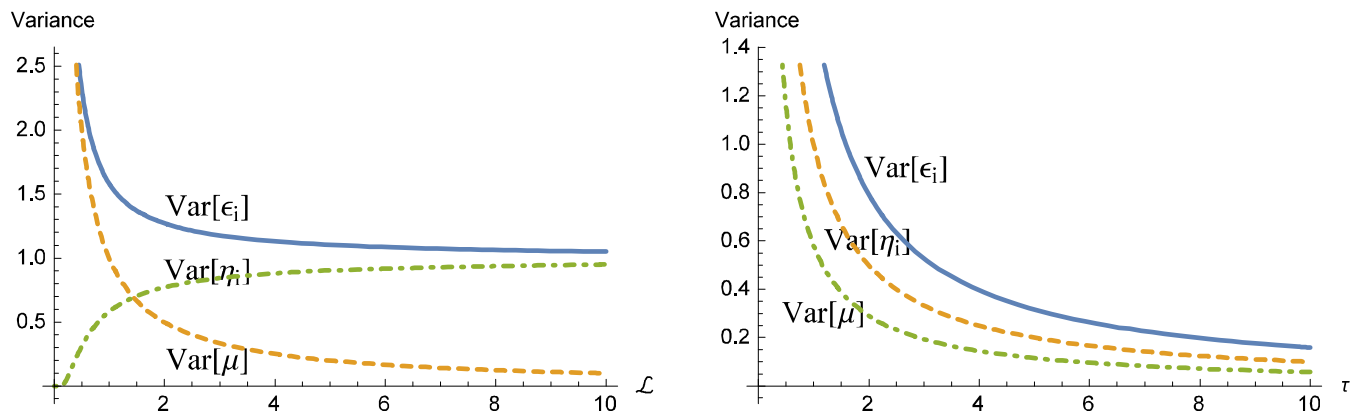 Variance
2.5
2.0
1.5
1.0
0.5
Var[ϵi]
Var[ηi]
Var[μ]
2 4 6 8 10 ℒ
Variance
1.4
1.2
1.0
0.8
0.6
0.4
0.2
Var[ϵi]
Var[ηi]
Var[μ]
2 4 6 8 10 τ